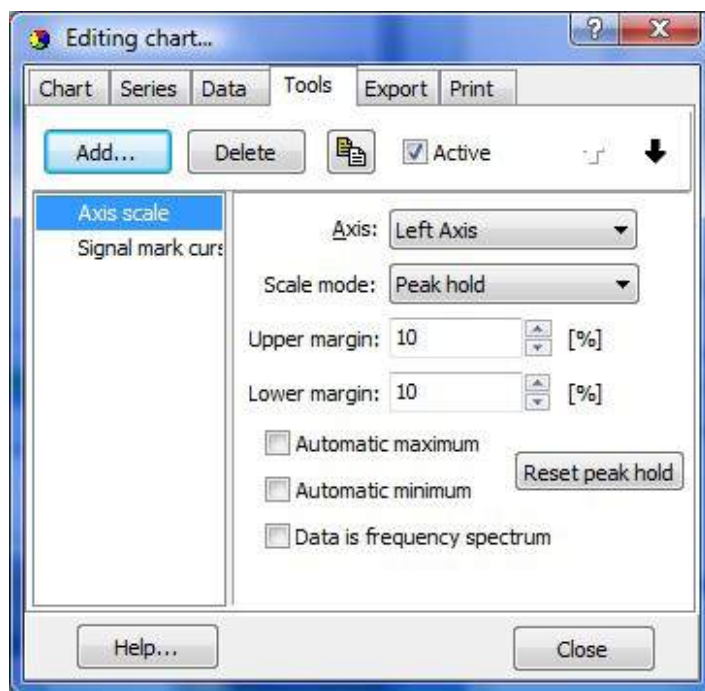 Editing chart...
Chart Series Data Tools Export Print
Add... Delete Active
Axis scale
Signal mark curs
Axis: Left Axis
Scale mode: Peak hold
Upper margin: 10 [%]
Lower margin: 10 [%]
Automatic maximum
Reset peak hold
Automatic minimum
Data is frequency spectrum
Help... Close